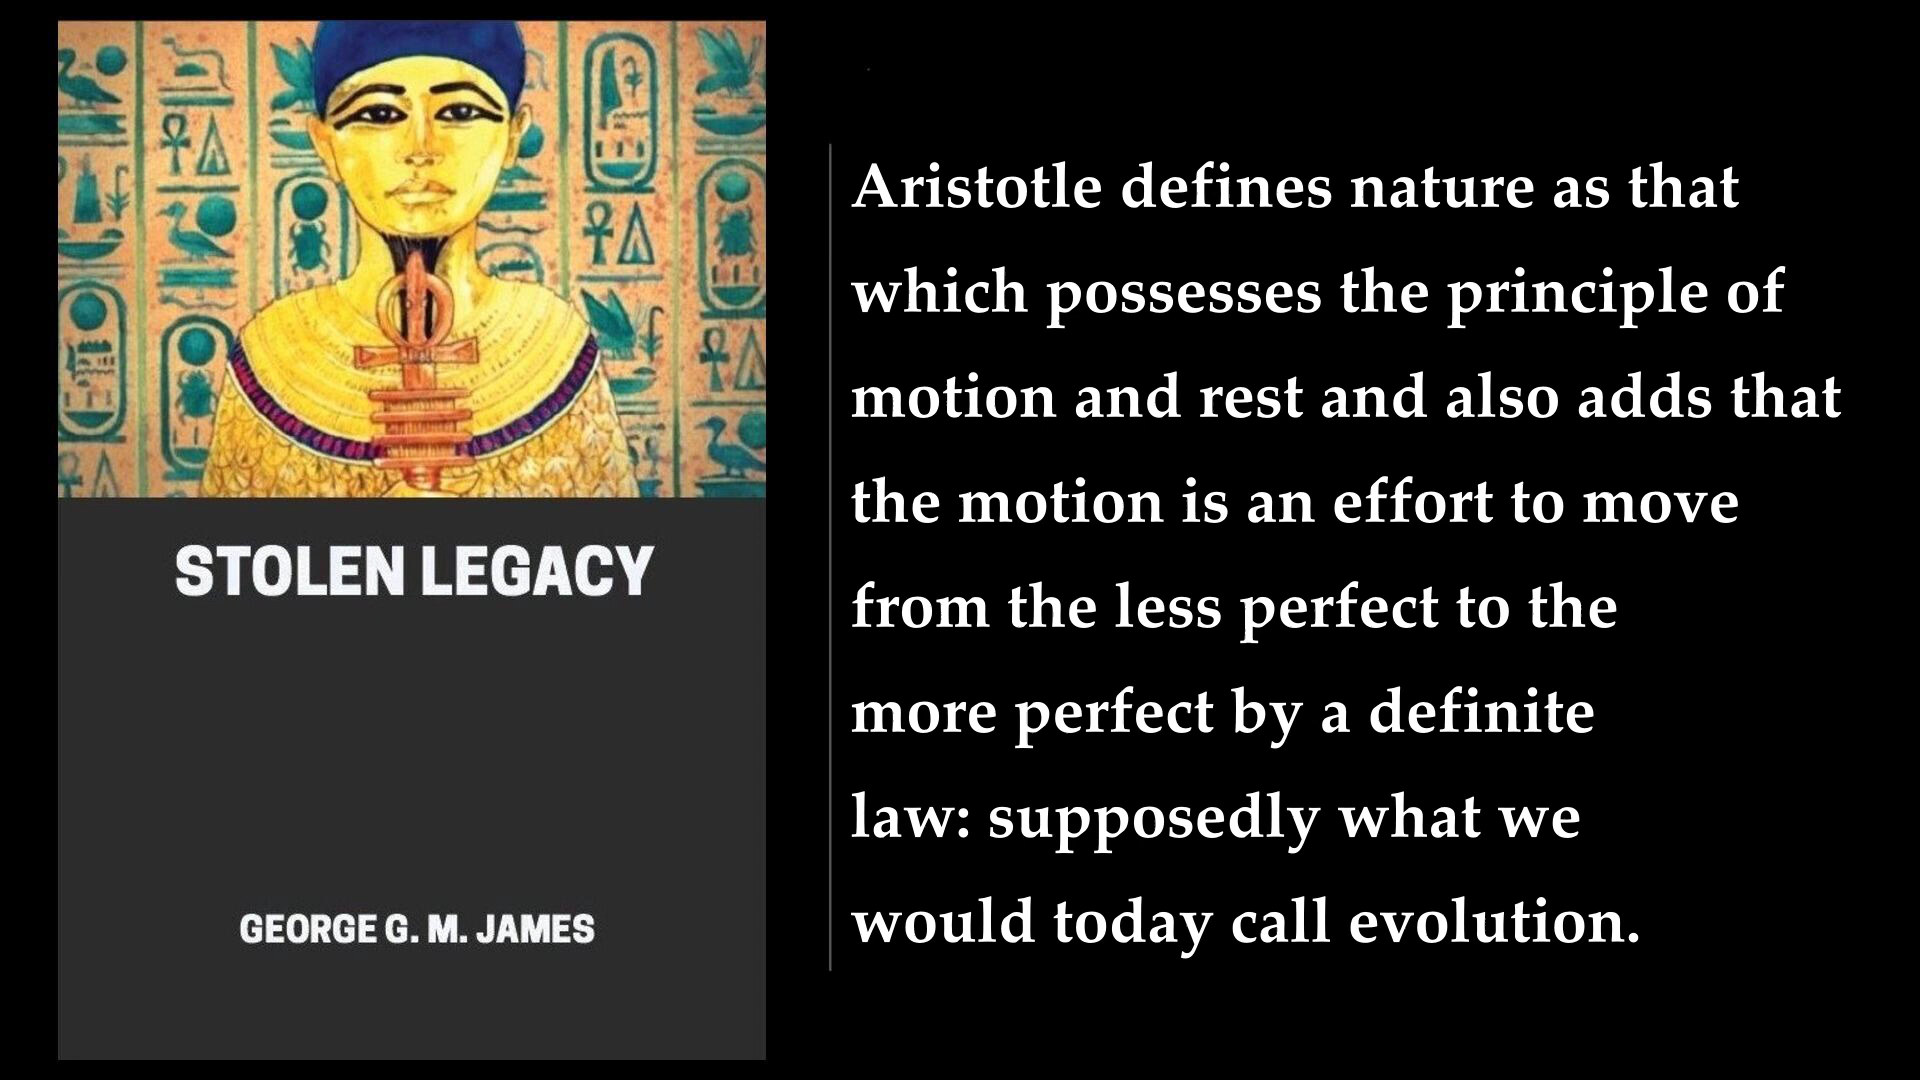 STOLEN LEGACY
GEORGE G. M. JAMES
Aristotle defines nature as that
which possesses the principle of
motion and rest and also adds that
the motion is an effort to move
from the less perfect to the
more perfect by a definite
law: supposedly what we
would today call evolution.